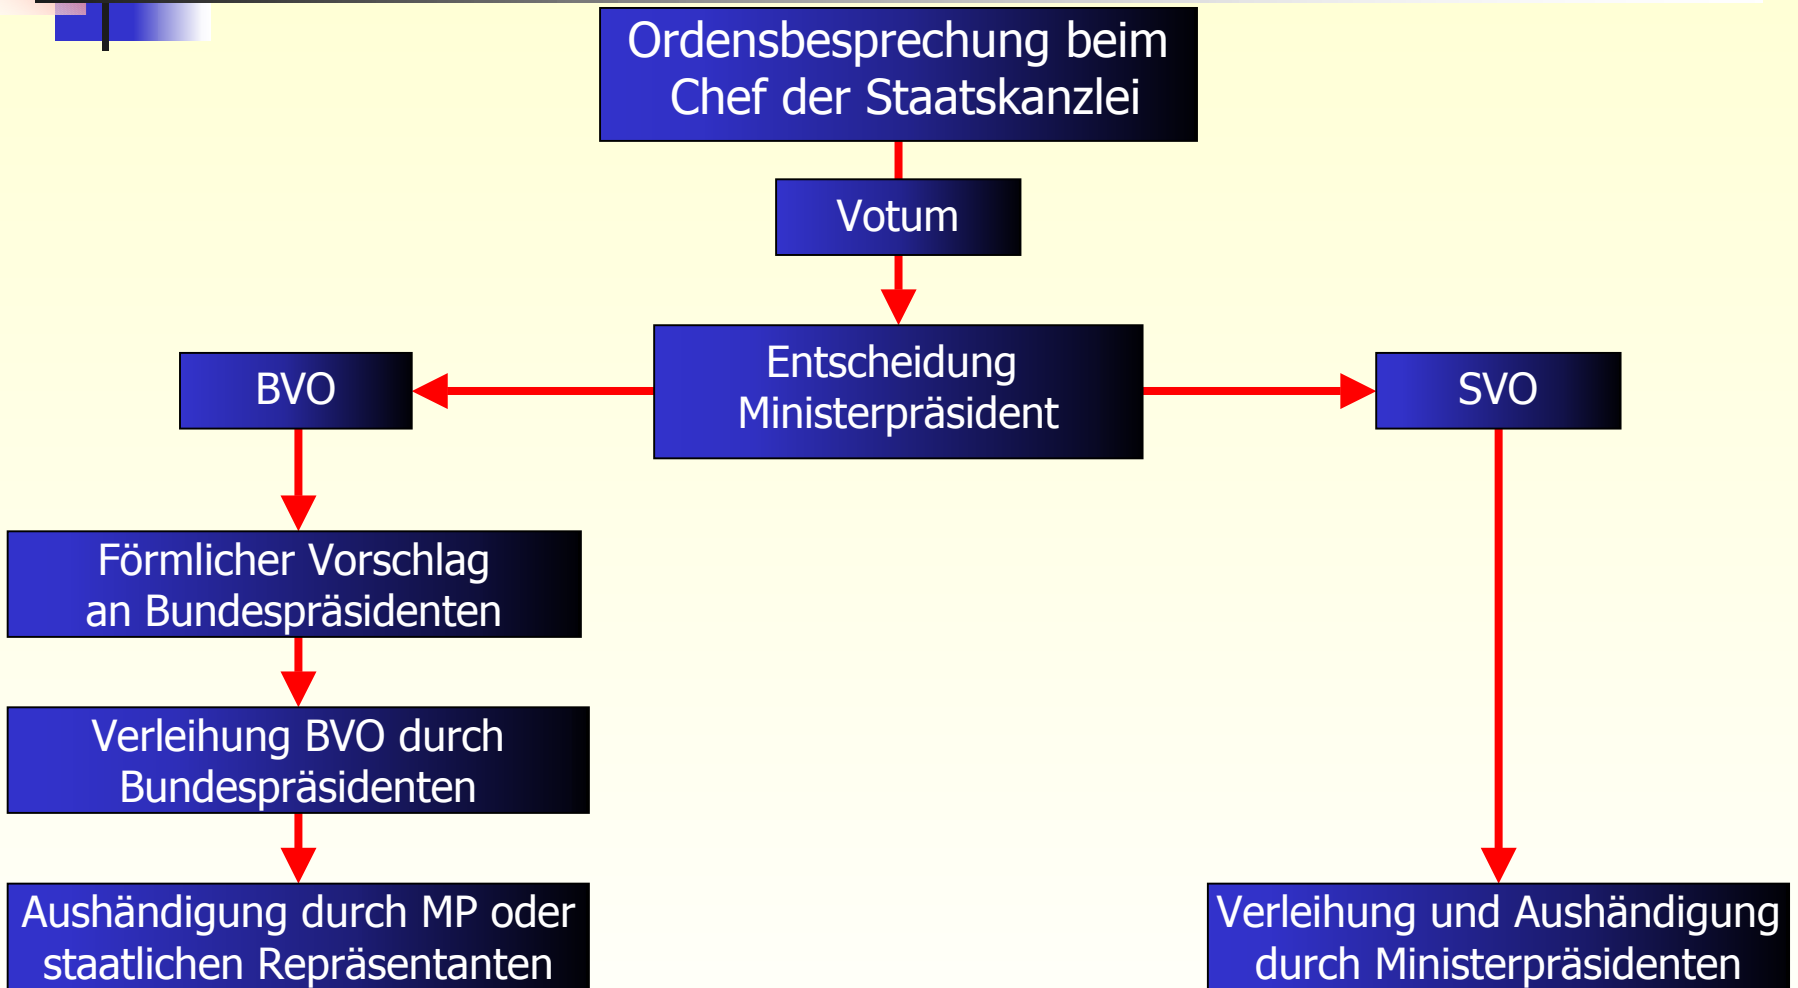 Ordensbesprechung beim
Chef der Staatskanzlei
Votum
Entscheidung
Ministerpräsident
BVO
SVO
Förmlicher Vorschlag
an Bundespräsidenten
Verleihung BVO durch
Bundespräsidenten
Aushändigung durch MP oder
staatlichen Repräsentanten
Verleihung und Aushändigung
durch Ministerpräsidenten